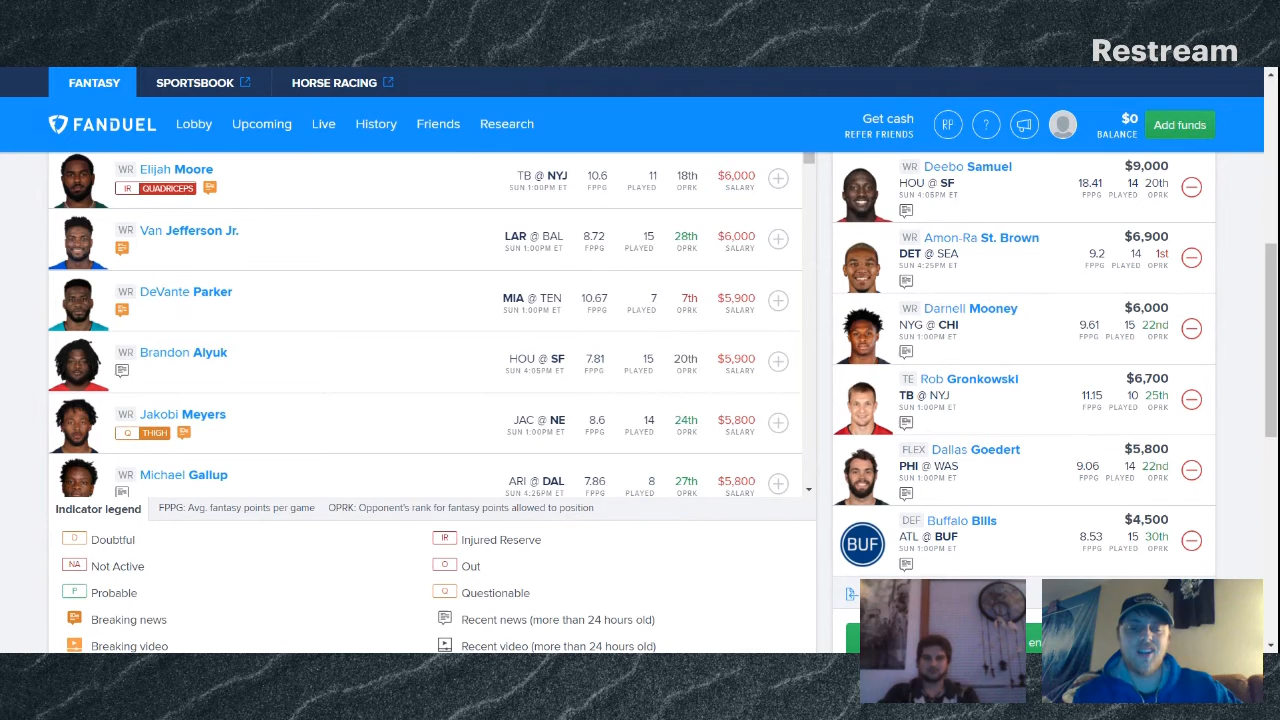 Restream
FANTASY SPORTSBOOK HORSE RACING
FANDUEL Lobby Upcoming Live History Friends Research Get cash REFER FRIENDS RP ? $0 BALANCE Add funds
WR Elijah Moore
IR QUADRICEPS
TB @ NYJ 10.6 11 18th $6,000
SUN 1:00PM ET FPPG PLAYED OPRK SALARY
WR Van Jefferson Jr.
LAR @ BAL 8.72 15 28th $6,000
SUN 1:00PM ET FPPG PLAYED OPRK SALARY
WR DeVante Parker
MIA @ TEN 10.67 7 7th $5,900
SUN 1:00PM ET FPPG PLAYED OPRK SALARY
WR Brandon Aiyuk
HOU @ SF 7.81 15 20th $5,900
SUN 4:05PM ET FPPG PLAYED OPRK SALARY
WR Jakobi Meyers
Q THIGH
JAC @ NE 8.6 14 24th $5,800
SUN 1:00PM ET FPPG PLAYED OPRK SALARY
WR Michael Gallup
ARI @ DAL 7.86 8 27th $5,800
SUN 4:25PM ET FPPG PLAYED OPRK SALARY
Indicator legend FPPG: Avg. fantasy points per game OPRK: Opponent's rank for fantasy points allowed to position
D Doubtful
NA Not Active
P Probable
Breaking news
Breaking video
IR Injured Reserve
O Out
Q Questionable
Recent news (more than 24 hours old)
Recent video (more than 24 hours old)
WR Deebo Samuel $9,000
HOU @ SF 18.41 14 20th
SUN 4:05PM ET FPPG PLAYED OPRK
WR Amon-Ra St. Brown $6,900
DET @ SEA 9.2 14 1st
SUN 4:25PM ET FPPG PLAYED OPRK
WR Darnell Mooney $6,000
NYG @ CHI 9.61 15 22nd
SUN 1:00PM ET FPPG PLAYED OPRK
TE Rob Gronkowski $6,700
TB @ NYJ 11.15 10 25th
SUN 1:00PM ET FPPG PLAYED OPRK
FLEX Dallas Goedert $5,800
PHI @ WAS 9.06 14 22nd
SUN 1:00PM ET FPPG PLAYED OPRK
BUF
DEF Buffalo Bills $4,500
ATL @ BUF 8.53 15 30th
SUN 1:00PM ET FPPG PLAYED OPRK
en